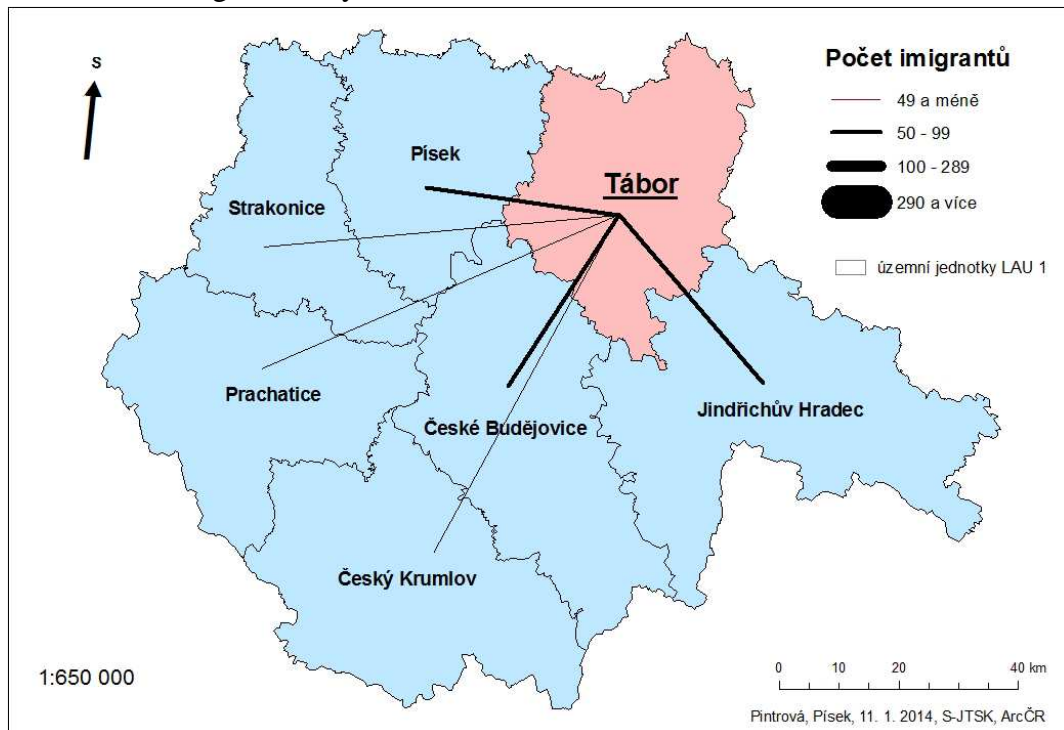 S
Počet imigrantů
49 a méně
50 - 99
100 - 289
290 a více
územní jednotky LAU 1
Písek
Tábor
Strakonice
Prachatice
České Budějovice
Jindřichův Hradec
Český Krumlov
1:650 000
0 10 20 40 km
Pintrová, Písek, 11. 1. 2014, S-JTSK, ArcČR